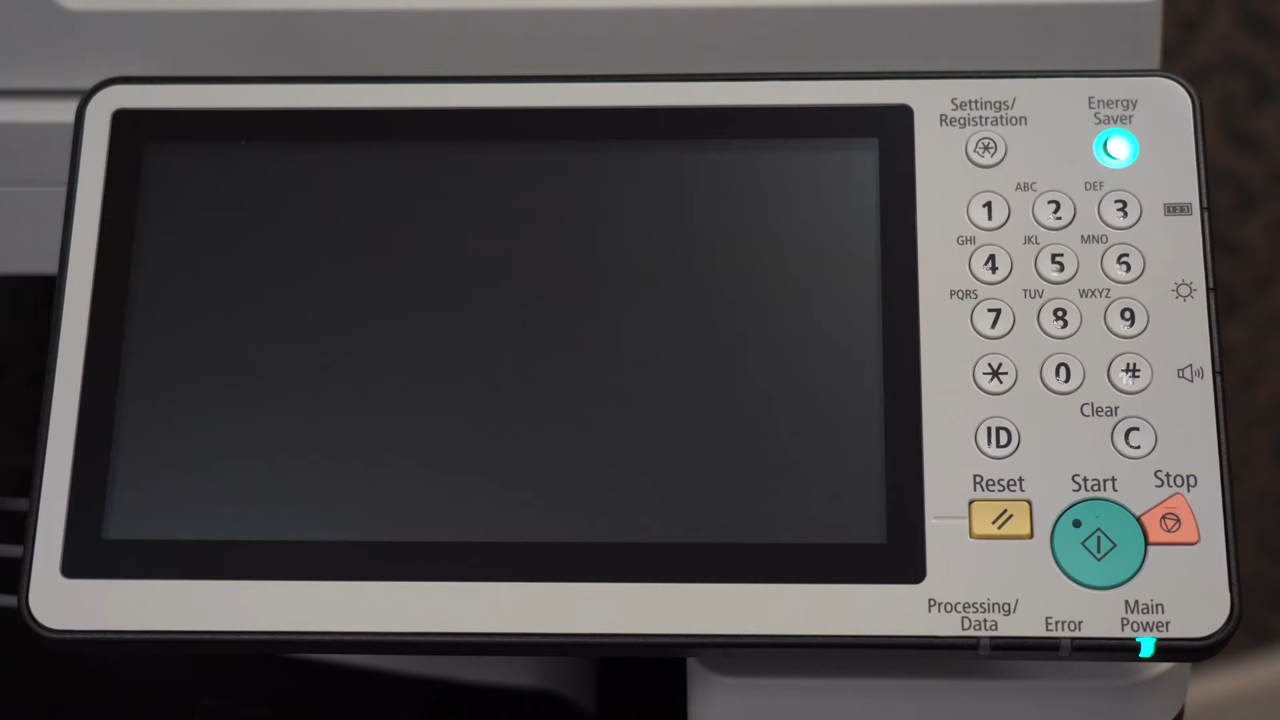 Settings/
Registration
Energy
Saver
ABC
DEF
1
2
3
123
GHI
JKL
MNO
4
5
6
PQRS
TUV
WXYZ
7
8
9
*
0
#
Clear
ID
C
Reset
Start
Stop
Processing/
Data
Error
Main
Power